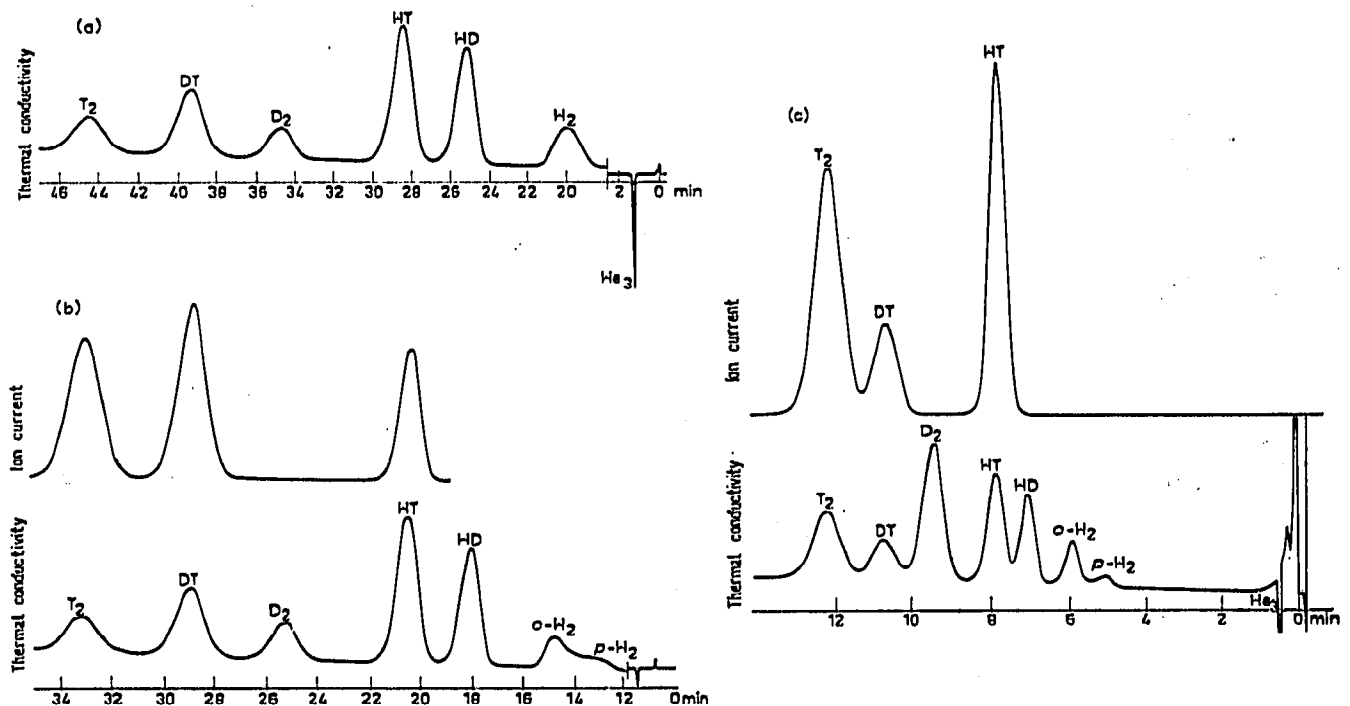 (a)
Thermal conductivity
T2 DT D2 HT HD H2
He3
46 44 40 38 36 34 32 30 28 26 24 22 20 2 0 min
(b)
Ion current
Thermal conductivity
T2 DT D2 HT HD o-H2 p-H2
34 32 30 28 26 24 22 20 18 16 14 12 0 min
(c)
Ion current
T2 DT HT
Thermal conductivity
T2 DT D2 HT HD o-H2 p-H2
He3
12 10 8 6 4 2 0 min